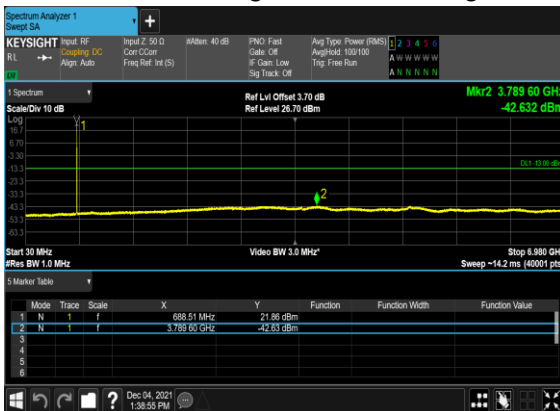 Spectrum Analyzer 1
Swept SA
KEYSIGHT Input: RF Input Z: 50 Ω #Atten: 40 dB PNO: Fast Avg Type: Power (RMS) 1 2 3 4 5 6
RL Coupling: DC Corr CCorr Gate: Off Avg|Hold: 100/100 A W W W W W
Align: Auto Freq Ref: Int (S) IF Gain: Low Trig: Free Run
Sig Track: Off A N N N N N
1 Spectrum Ref Lvl Offset 3.70 dB Mkr2 3.789 60 GHz
Scale/Div 10 dB Ref Level 26.70 dBm -42.632 dBm
Log
16.7 1
6.70
-3.30
-13.3 DL1 -13.00 dBm
-23.3
-33.3 2
-43.3
-53.3
-63.3
Start 30 MHz Video BW 3.0 MHz* Stop 6.980 GHz
#Res BW 1.0 MHz Sweep ~14.2 ms (40001 pts)
5 Marker Table
Mode Trace Scale X Y Function Function Width Function Value
1 N 1 f 688.51 MHz 21.86 dBm
2 N 1 f 3.789 60 GHz -42.63 dBm
3
4
5
6
? Dec 04, 2021
1:38:55 PM